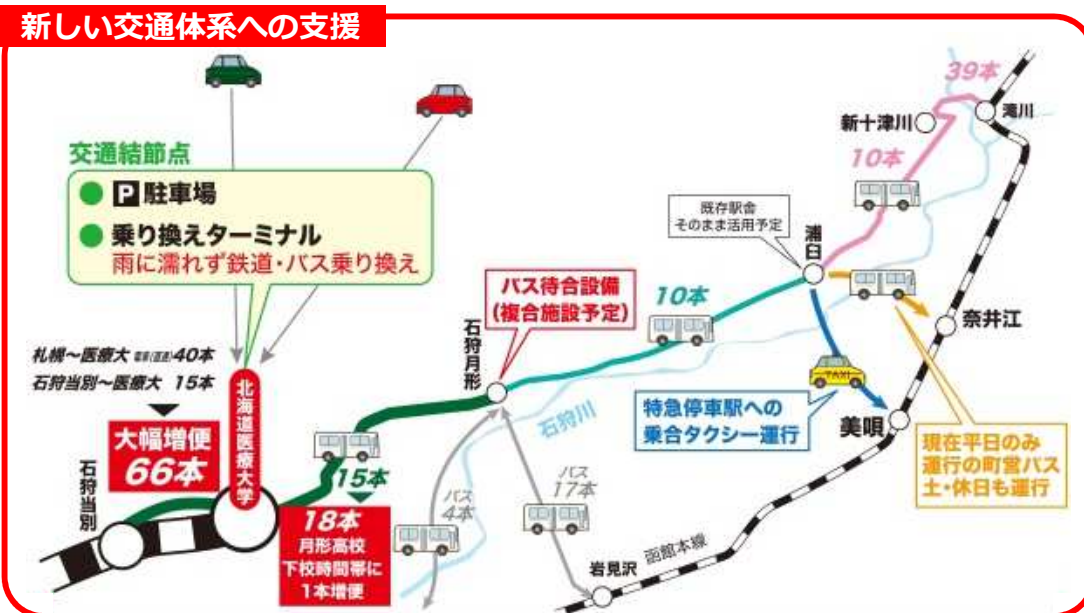 新しい交通体系への支援
交通結節点
P 駐車場
乗り換えターミナル
雨に濡れず鉄道・バス乗り換え
札幌～医療大 電車(直通)40本
石狩当別～医療大 15本
大幅増便
66本
石狩当別
北海道医療大学
15本
18本
月形高校
下校時間帯に
1本増便
石狩月形
バス待合設備
(複合施設予定)
バス
4本
バス
17本
石狩川
岩見沢
函館本線
10本
既存駅舎
そのまま活用予定
浦臼
特急停車駅への
乗合タクシー運行
TAXI
美唄
奈井江
現在平日のみ
運行の町営バス
土・休日も運行
新十津川
10本
39本
滝川